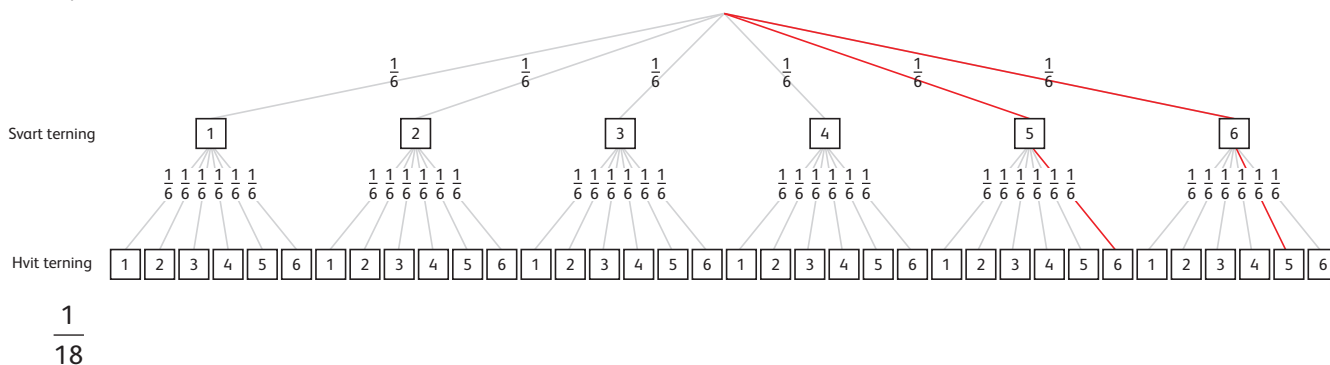 1/6 1/6 1/6 1/6 1/6 1/6
Svart terning 1 2 3 4 5 6
1/6 1/6 1/6 1/6 1/6 1/6 1/6 1/6 1/6 1/6 1/6 1/6 1/6 1/6 1/6 1/6 1/6 1/6 1/6 1/6 1/6 1/6 1/6 1/6 1/6 1/6 1/6 1/6 1/6 1/6 1/6 1/6 1/6 1/6 1/6 1/6
Hvit terning 1 2 3 4 5 6 1 2 3 4 5 6 1 2 3 4 5 6 1 2 3 4 5 6 1 2 3 4 5 6 1 2 3 4 5 6
1/18